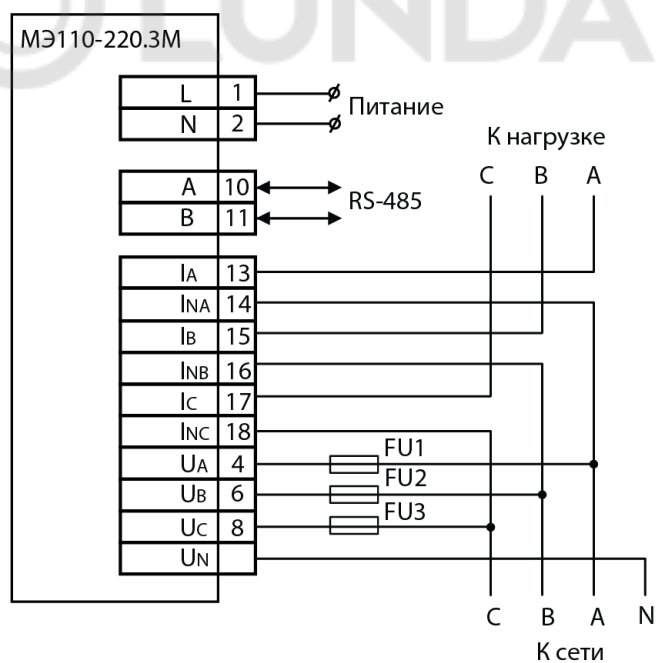 LUNDA
МЭ110-220.3М
L 1
N 2
Питание
К нагрузке
C B A
A 10
B 11
RS-485
IA 13
INA 14
IB 15
INB 16
IC 17
INC 18
UA 4 FU1
UB 6 FU2
UC 8 FU3
UN
C B A N
К сети